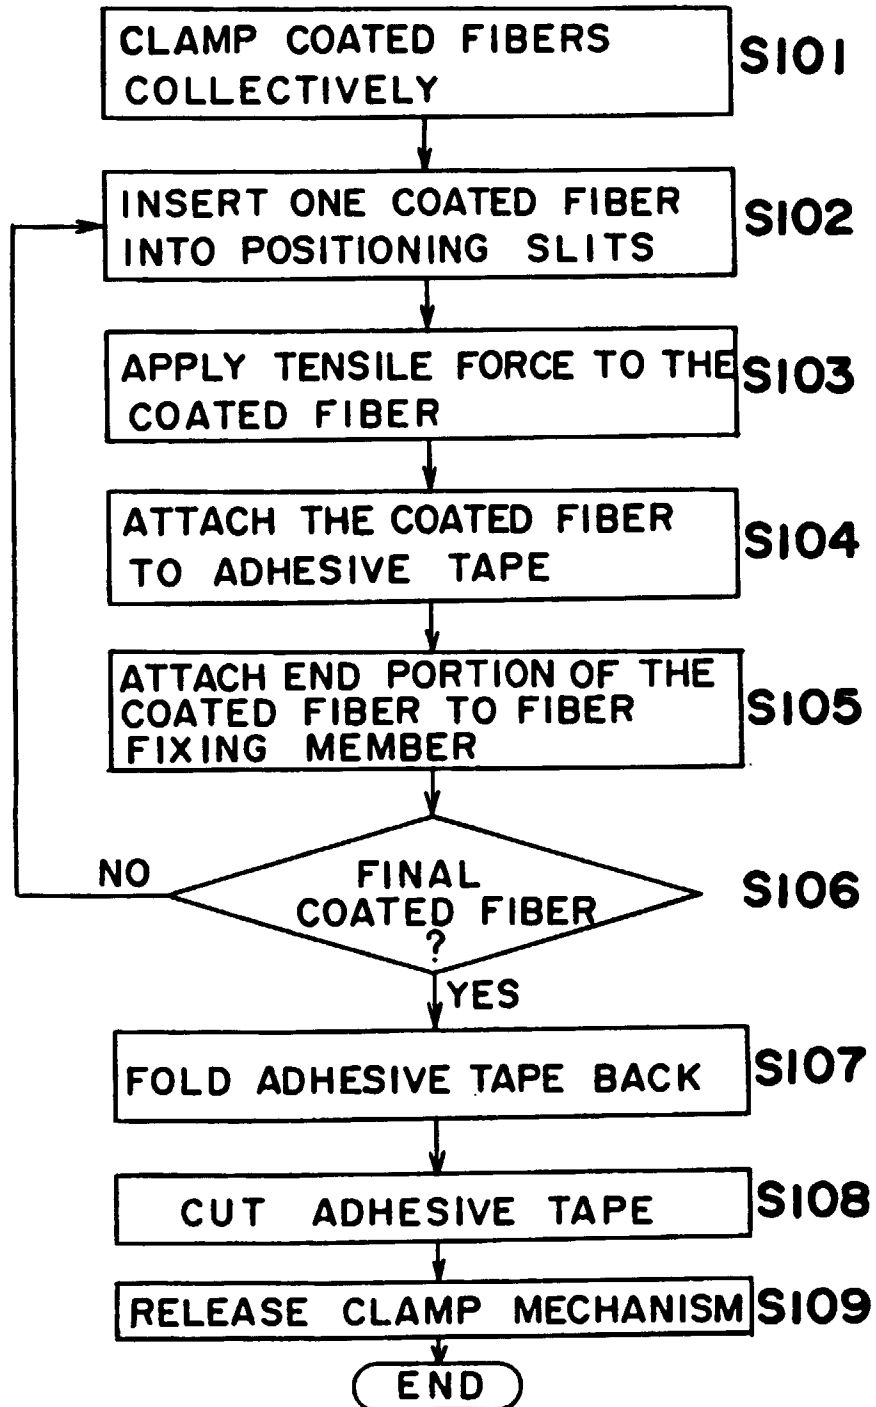 CLAMP COATED FIBERS
COLLECTIVELY
S101
INSERT ONE COATED FIBER
INTO POSITIONING SLITS
S102
APPLY TENSILE FORCE TO THE
COATED FIBER
S103
ATTACH THE COATED FIBER
TO ADHESIVE TAPE
S104
ATTACH END PORTION OF THE
COATED FIBER TO FIBER
FIXING MEMBER
S105
NO
FINAL
COATED FIBER
?
S106
YES
FOLD ADHESIVE TAPE BACK
S107
CUT ADHESIVE TAPE
S108
RELEASE CLAMP MECHANISM
S109
END